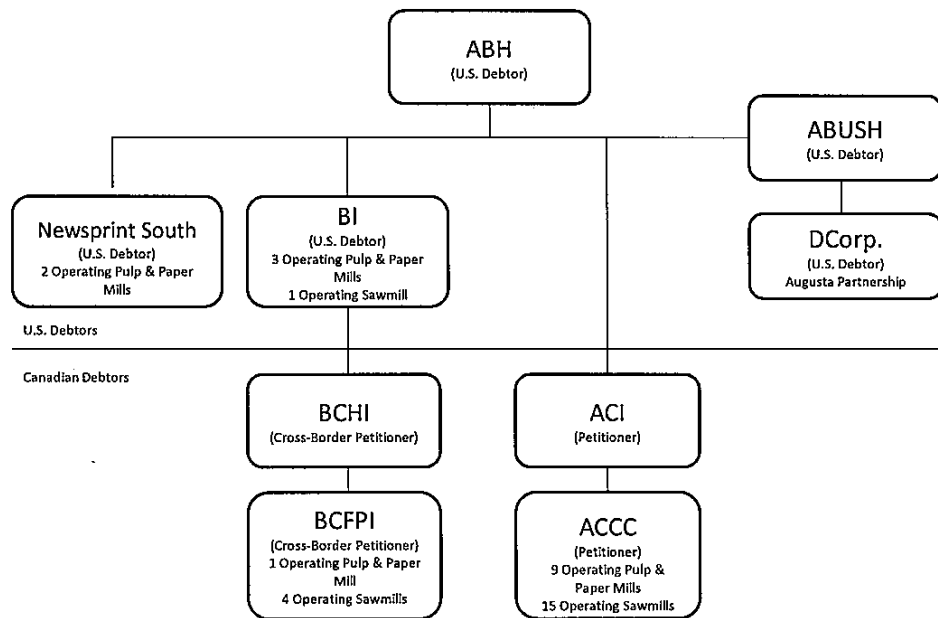 ABH
(U.S. Debtor)
ABUSH
(U.S. Debtor)
Newsprint South
(U.S. Debtor)
2 Operating Pulp & Paper
Mills
BI
(U.S. Debtor)
3 Operating Pulp & Paper
Mills
1 Operating Sawmill
DCorp.
(U.S. Debtor)
Augusta Partnership
U.S. Debtors
Canadian Debtors
BCHI
(Cross-Border Petitioner)
ACI
(Petitioner)
BCFPI
(Cross-Border Petitioner)
1 Operating Pulp & Paper
Mill
4 Operating Sawmills
ACCC
(Petitioner)
9 Operating Pulp &
Paper Mills
15 Operating Sawmills